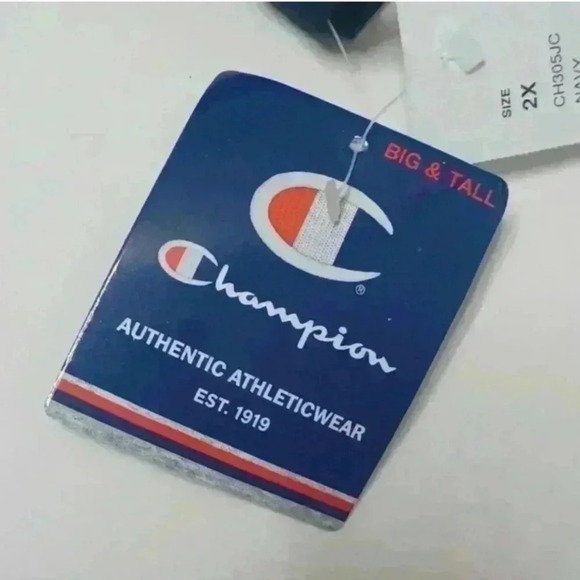 BIG & TALL
®
Champion
AUTHENTIC ATHLETICWEAR
EST. 1919
SIZE
2X
CH305JC
NAVY